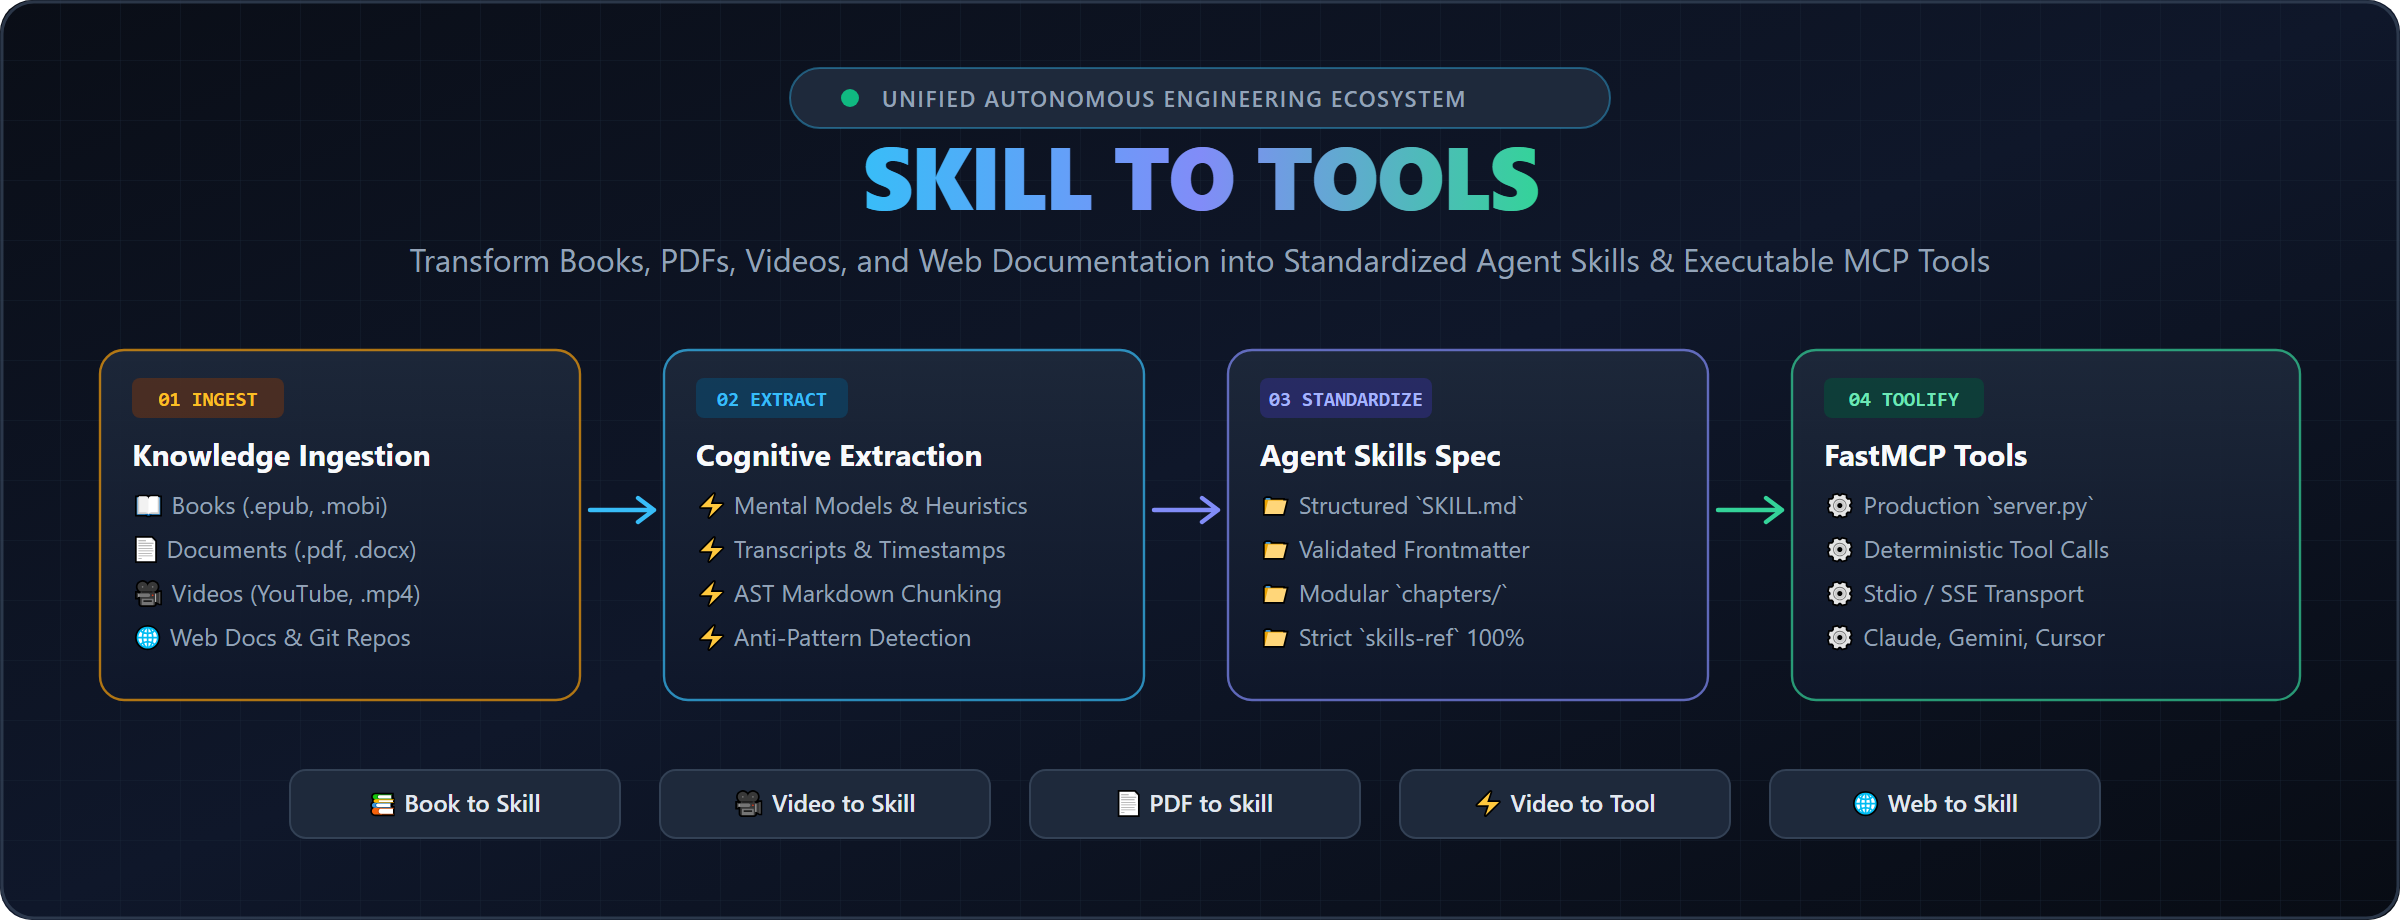 UNIFIED AUTONOMOUS ENGINEERING ECOSYSTEM
SKILL TO TOOLS
Transform Books, PDFs, Videos, and Web Documentation into Standardized Agent Skills & Executable MCP Tools
01 INGEST
Knowledge Ingestion
Books (.epub, .mobi)
Documents (.pdf, .docx)
Videos (YouTube, .mp4)
Web Docs & Git Repos
02 EXTRACT
Cognitive Extraction
Mental Models & Heuristics
Transcripts & Timestamps
AST Markdown Chunking
Anti-Pattern Detection
03 STANDARDIZE
Agent Skills Spec
Structured `SKILL.md`
Validated Frontmatter
Modular `chapters/`
Strict `skills-ref` 100%
04 TOOLIFY
FastMCP Tools
Production `server.py`
Deterministic Tool Calls
Stdio / SSE Transport
Claude, Gemini, Cursor
Book to Skill
Video to Skill
PDF to Skill
Video to Tool
Web to Skill